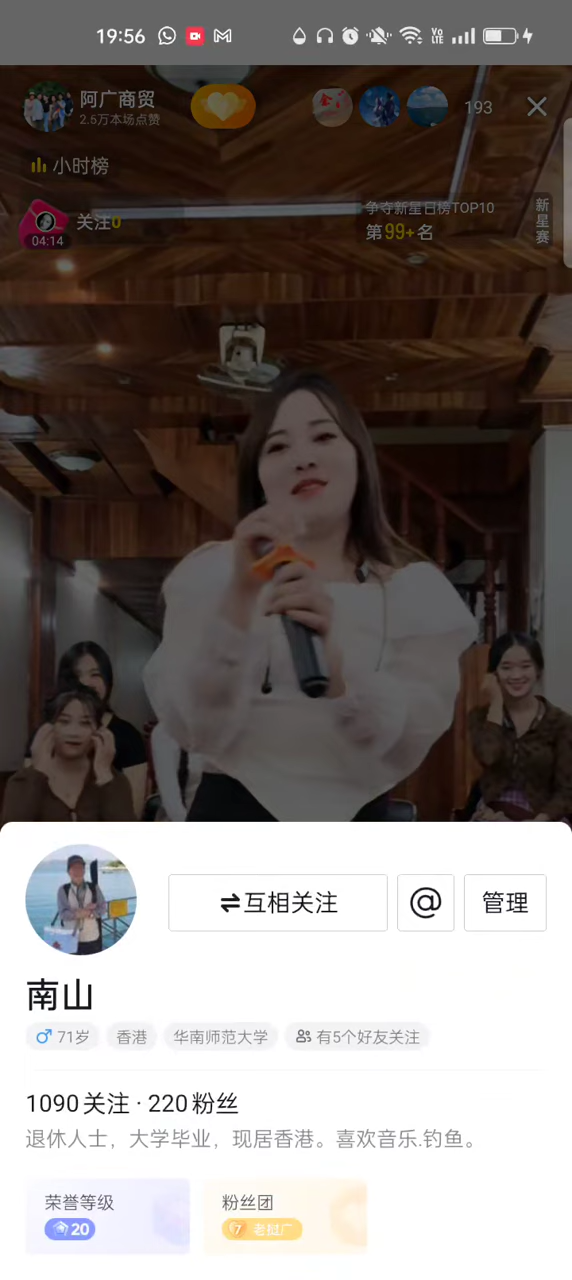 19:56
VoLTE
阿广商贸
2.6万本场点赞
193
小时榜
04:14
关注0
争夺新星日榜TOP10
第99+名
新星赛
互相关注
@
管理
南山
71岁
香港
华南师范大学
有5个好友关注
1090关注 · 220粉丝
退休人士，大学毕业，现居香港。喜欢音乐.钓鱼。
荣誉等级
20
粉丝团
7 老挺广